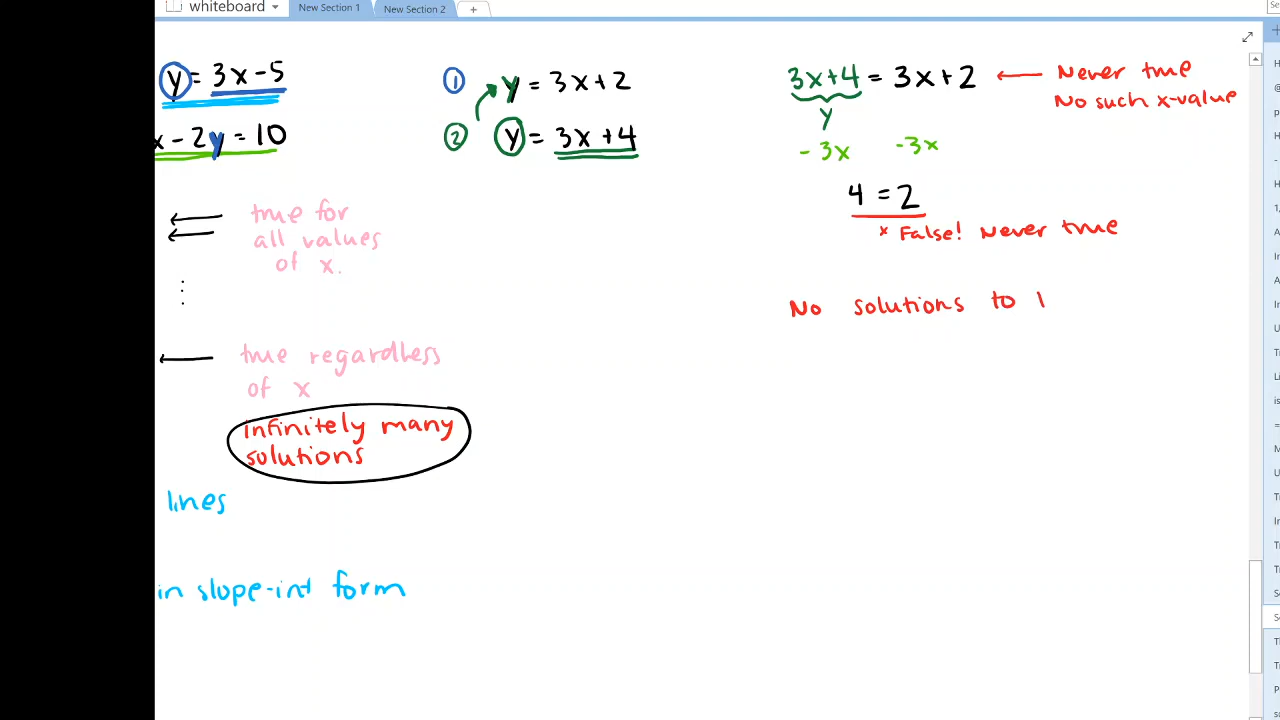 whiteboard
New Section 1
New Section 2
+
y = 3x - 5
x - 2y = 10
true for
all values
of x.
⋮
true regardless
of x
infinitely many
solutions
lines
in slope-int form
① y = 3x + 2
② y = 3x + 4
3x+4 = 3x + 2 ← Never true
No such x-value
y
- 3x -3x
4 = 2
x False! Never true
No solutions to